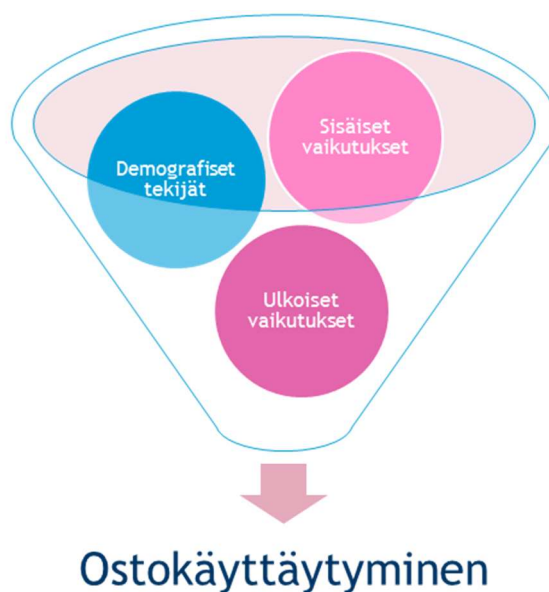 Sisäiset
vaikutukset
Demografiset
tekijät
Ulkoiset
vaikutukset
Ostokäyttäytyminen